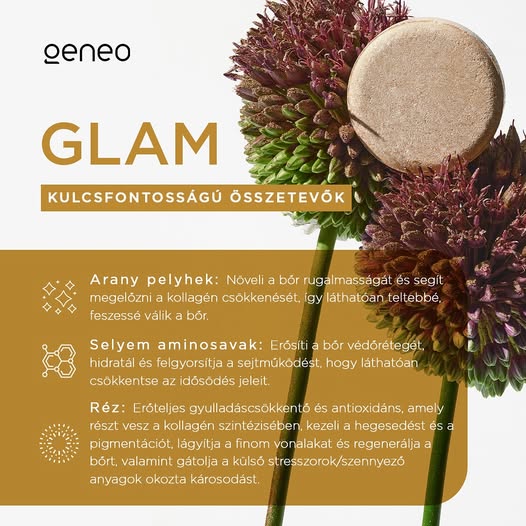 geneo
GLAM
KULCSFONTOSSÁGÚ ÖSSZETEVŐK
Arany pelyhek: Növeli a bőr rugalmasságát és segít
megelőzni a kollagén csökkenését, így láthatóan teltebbé,
feszessé válik a bőr.
Selyem aminosavak: Erősíti a bőr védőrétegét,
hidratál és felgyorsítja a sejtműködést, hogy láthatóan
csökkentse az idősödés jeleit.
Réz: Erőteljes gyulladáscsökkentő és antioxidáns, amely
részt vesz a kollagén szintézisében, kezeli a hegesedést és a
pigmentációt, lágyítja a finom vonalakat és regenerálja a
bőrt, valamint gátolja a külső stresszorok/szennyező
anyagok okozta károsodást.